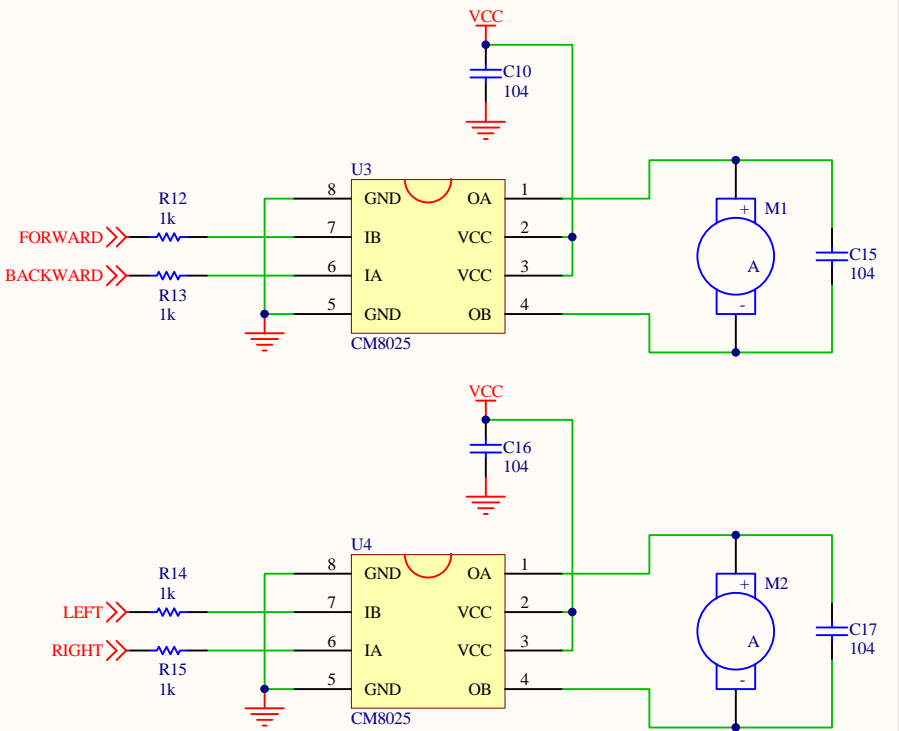 VCC
C10
104
U3
R12
1k
FORWARD
BACKWARD
R13
1k
8 GND OA 1
7 IB VCC 2
6 IA VCC 3
5 GND OB 4
CM8025
+ M1
A
-
C15
104
VCC
C16
104
U4
R14
1k
LEFT
RIGHT
R15
1k
8 GND OA 1
7 IB VCC 2
6 IA VCC 3
5 GND OB 4
CM8025
+ M2
A
-
C17
104